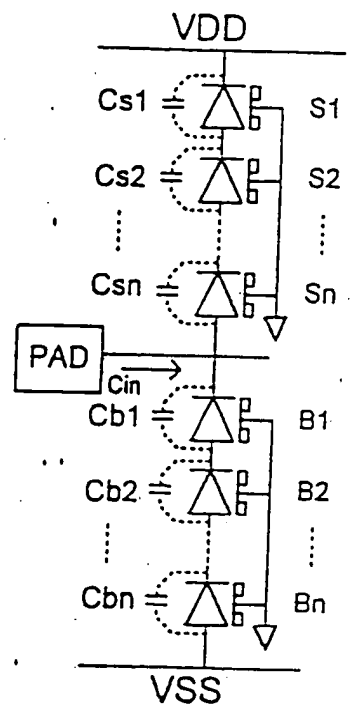 VDD
Cs1 S1
Cs2 S2
Csn Sn
PAD
Cin
Cb1 B1
Cb2 B2
Cbn Bn
VSS